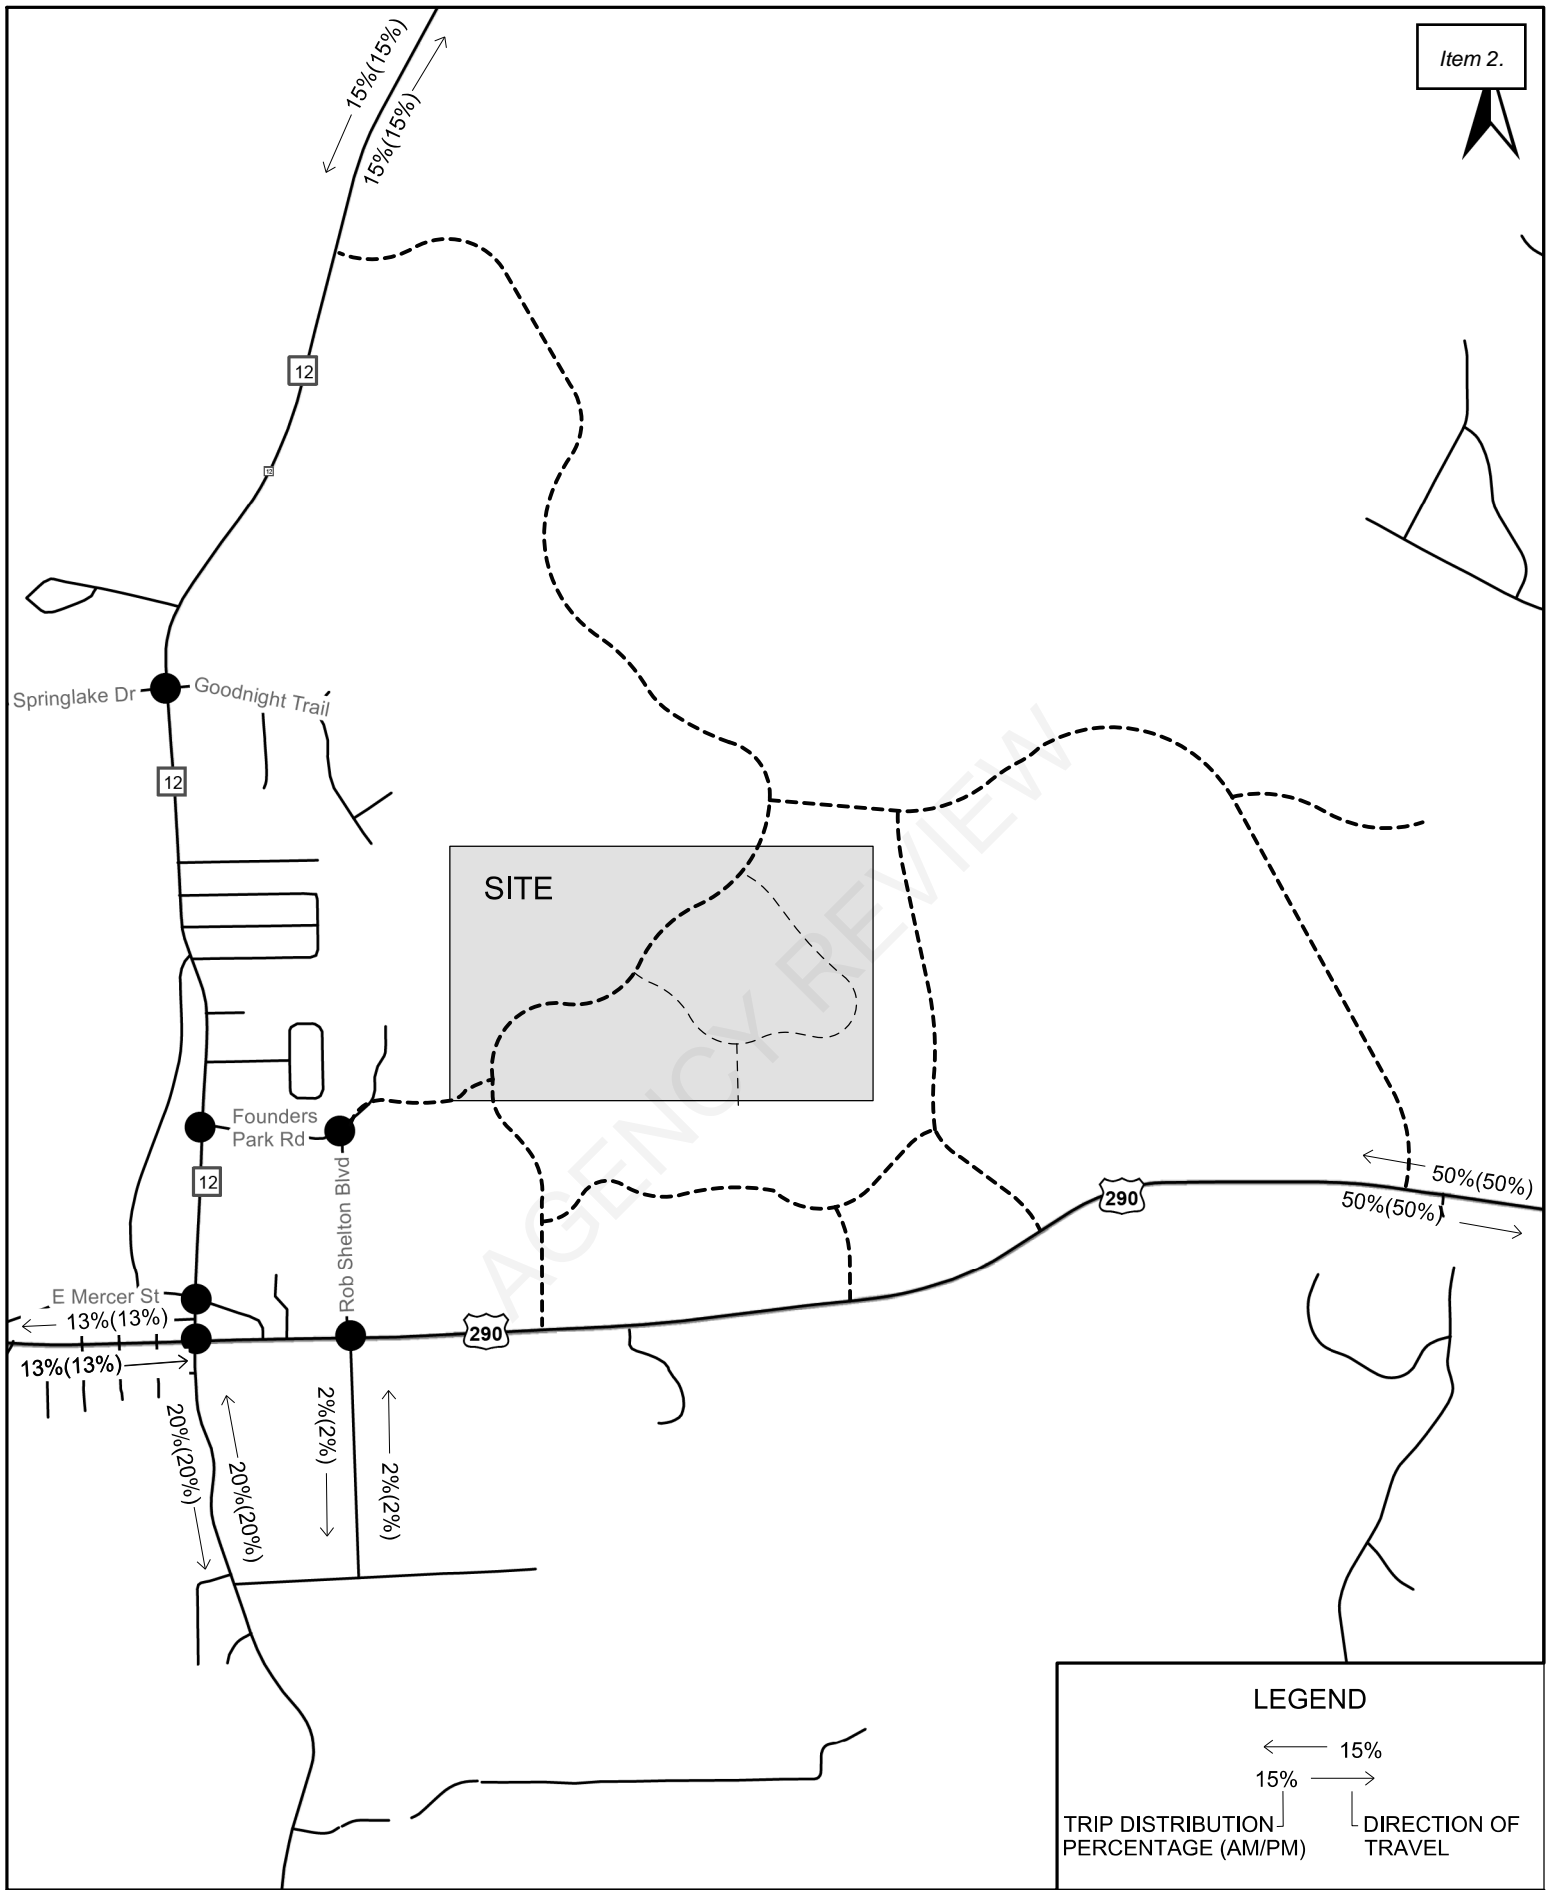 Item 2.
15%(15%)
15%(15%)
12
12
Springlake Dr
Goodnight Trail
12
SITE
AGENCY REVIEW
Founders
Park Rd
12
Rob Shelton Blvd
50%(50%)
50%(50%)
290
E Mercer St
13%(13%)
290
13%(13%)
20%(20%)
20%(20%)
2%(2%)
2%(2%)
LEGEND
15%
15%
TRIP DISTRIBUTION
PERCENTAGE (AM/PM)
DIRECTION OF
TRAVEL